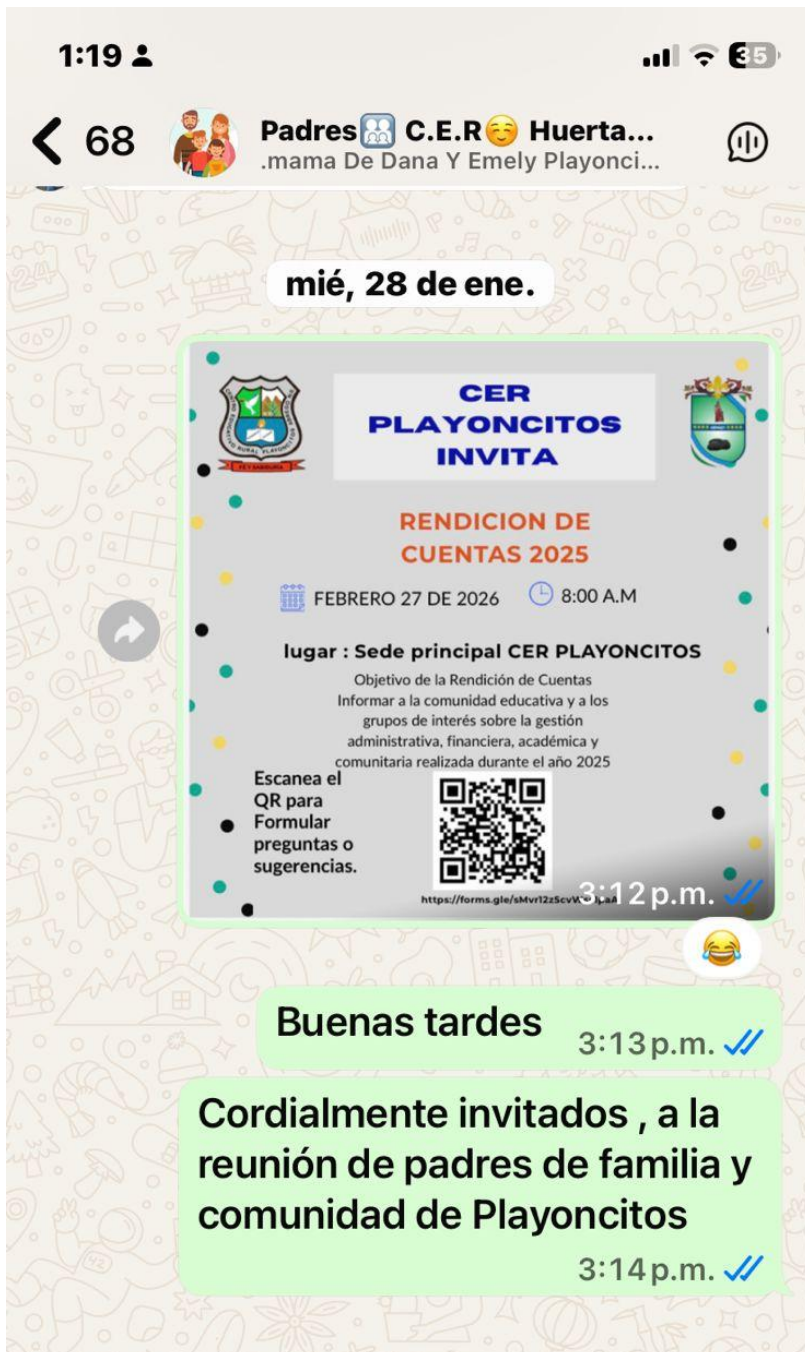 1:19
35
68
Padres C.E.R Huerta...
.mama De Dana Y Emely Playonci...
mié, 28 de ene.
CER
PLAYONCITOS
INVITA
RENDICION DE
CUENTAS 2025
FEBRERO 27 DE 2026
8:00 A.M
lugar : Sede principal CER PLAYONCITOS
Objetivo de la Rendición de Cuentas
Informar a la comunidad educativa y a los
grupos de interés sobre la gestión
administrativa, financiera, académica y
comunitaria realizada durante el año 2025
Escanea el
QR para
Formular
preguntas o
sugerencias.
3:12 p.m.
Buenas tardes
3:13 p.m.
Cordialmente invitados , a la
reunión de padres de familia y
comunidad de Playoncitos
3:14 p.m.